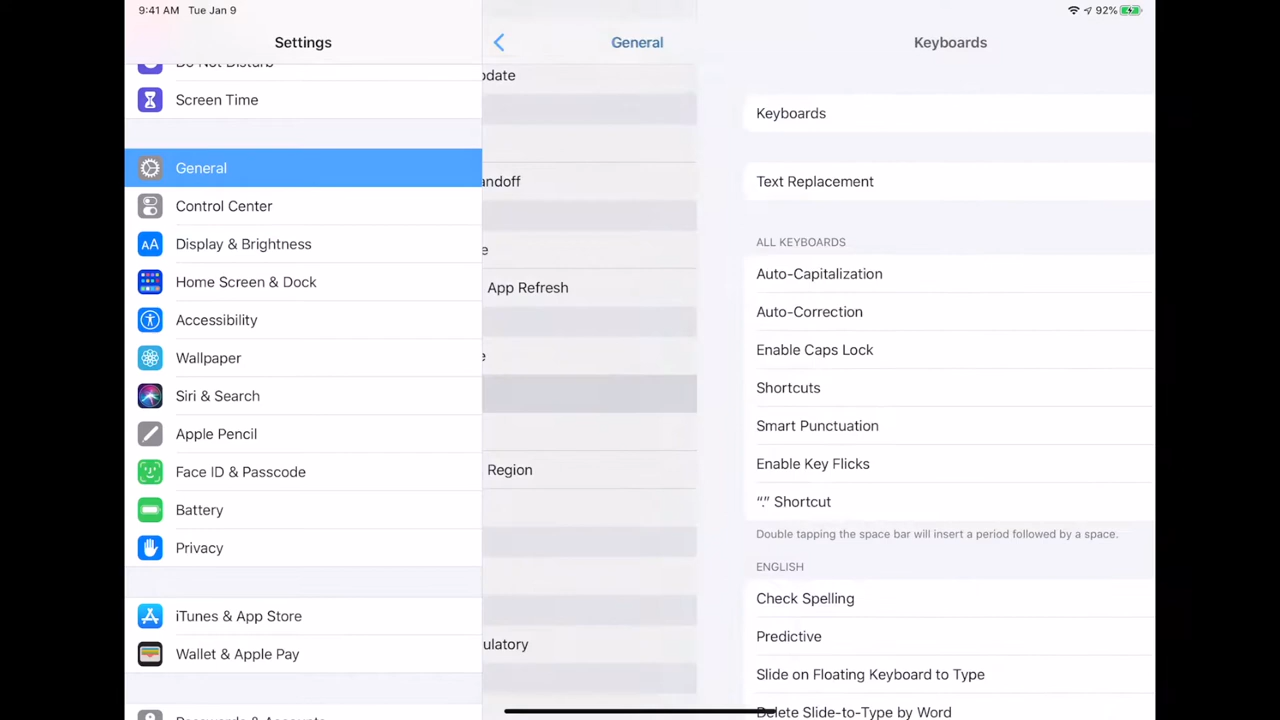 9:41 AM Tue Jan 9
92%
Settings
Screen Time
General
Control Center
Display & Brightness
Home Screen & Dock
Accessibility
Wallpaper
Siri & Search
Apple Pencil
Face ID & Passcode
Battery
Privacy
iTunes & App Store
Wallet & Apple Pay
General
pdate
andoff
e
App Refresh
e
Region
ulatory
Keyboards
Keyboards
Text Replacement
ALL KEYBOARDS
Auto-Capitalization
Auto-Correction
Enable Caps Lock
Shortcuts
Smart Punctuation
Enable Key Flicks
“.” Shortcut
Double tapping the space bar will insert a period followed by a space.
ENGLISH
Check Spelling
Predictive
Slide on Floating Keyboard to Type
Delete Slide-to-Type by Word